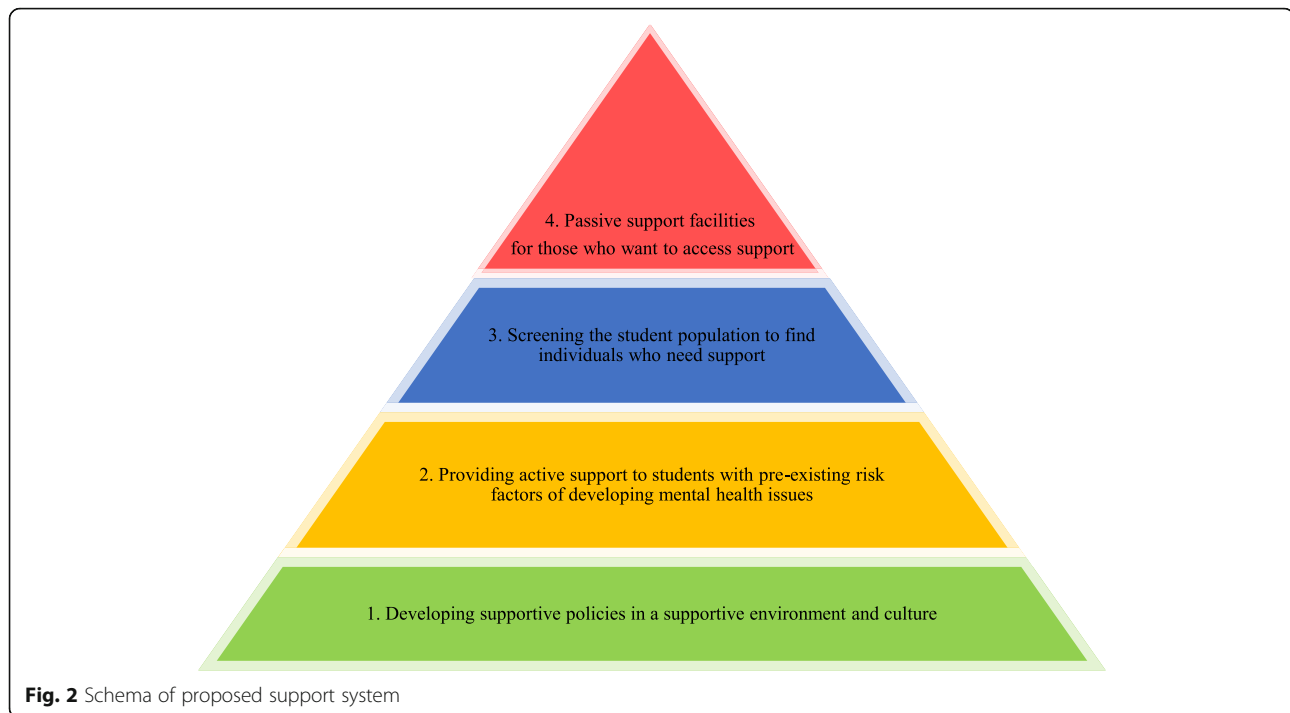 4. Passive support facilities
for those who want to access support
3. Screening the student population to find
individuals who need support
2. Providing active support to students with pre-existing risk
factors of developing mental health issues
1. Developing supportive policies in a supportive environment and culture
Fig. 2 Schema of proposed support system